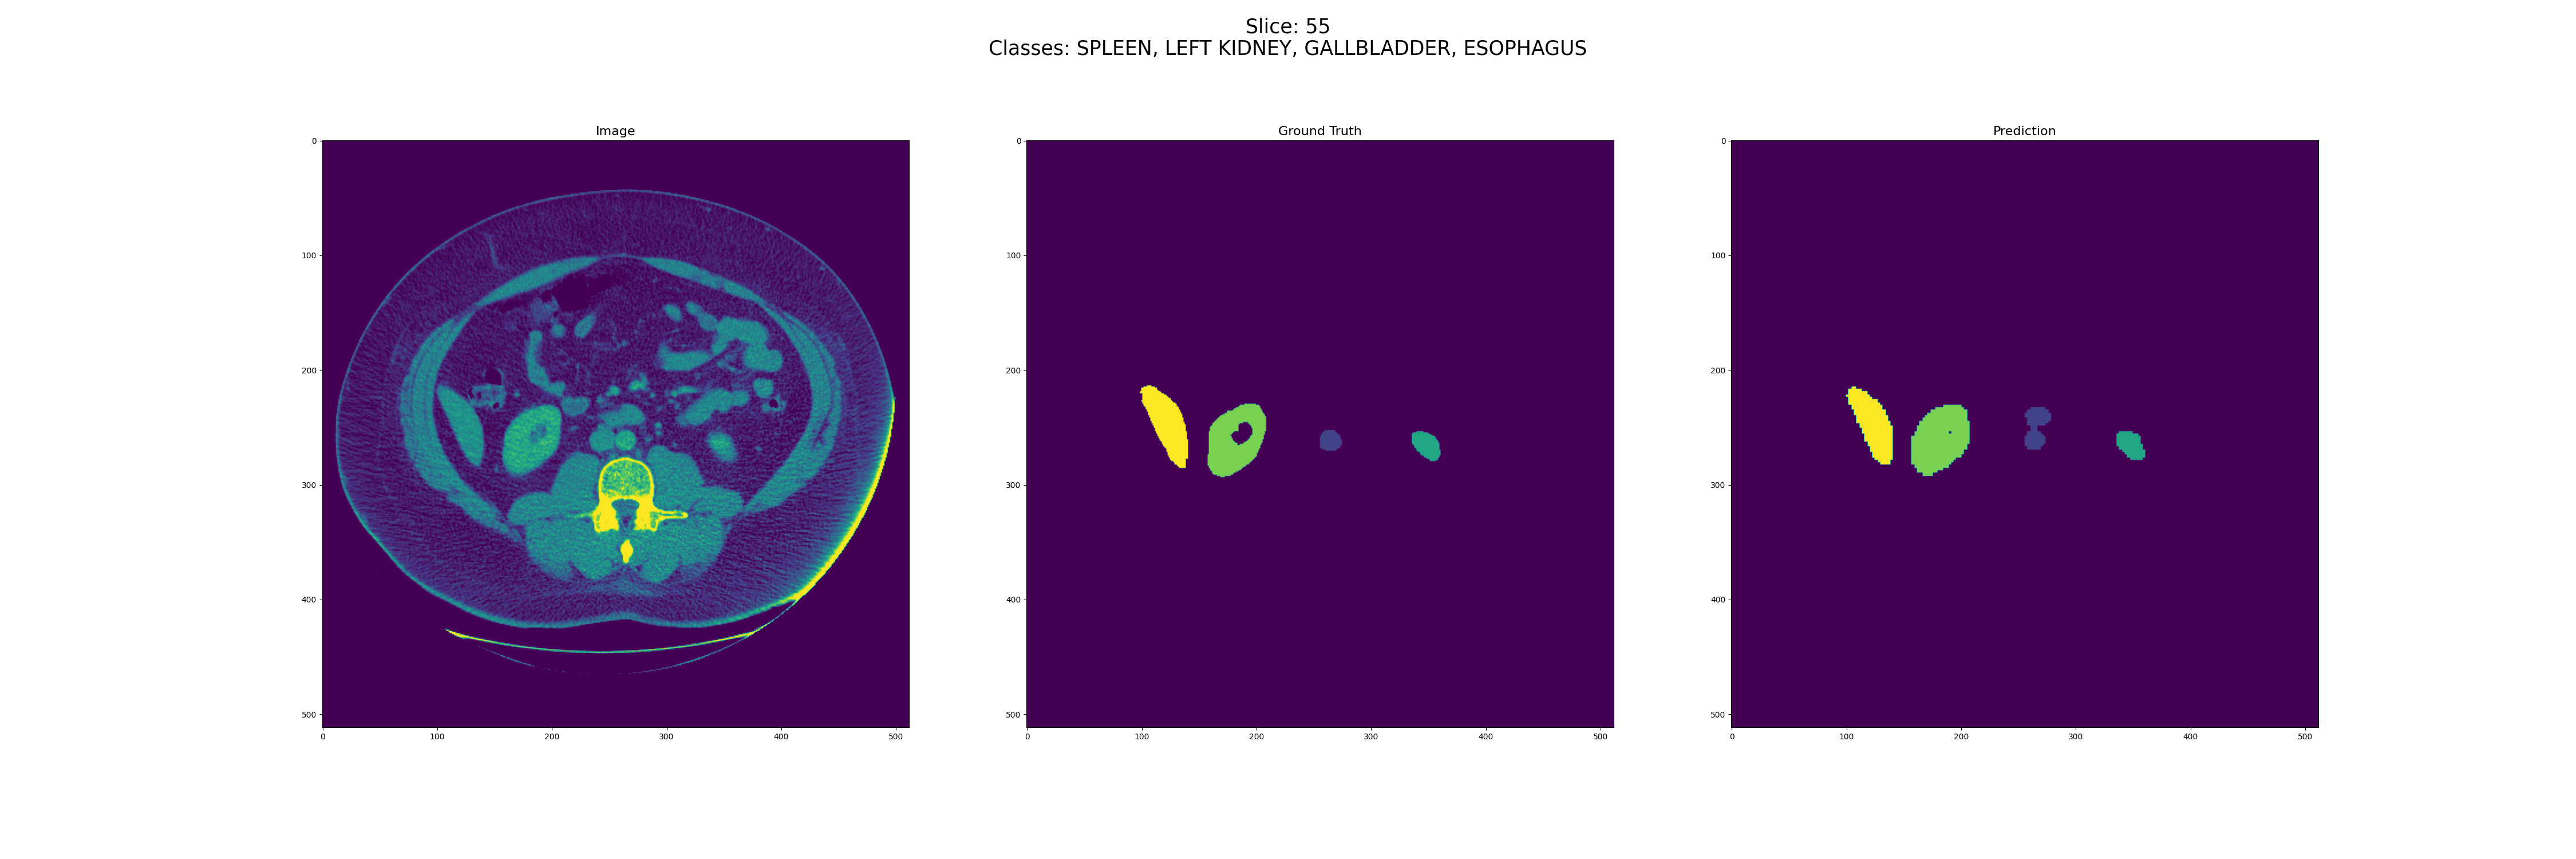 Slice: 55
Classes: SPLEEN, LEFT KIDNEY, GALLBLADDER, ESOPHAGUS
Image
Ground Truth
Prediction
0
100
200
300
400
500
0 100 200 300 400 500
0
100
200
300
400
500
0 100 200 300 400 500
0
100
200
300
400
500
0 100 200 300 400 500